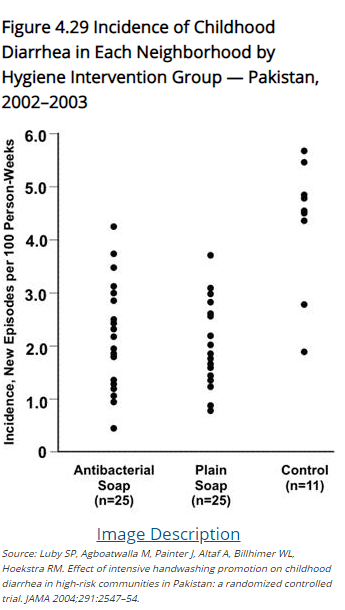 Figure 4.29 Incidence of Childhood
Diarrhea in Each Neighborhood by
Hygiene Intervention Group — Pakistan,
2002–2003
Incidence, New Episodes per 100 Person-Weeks
6.0
5.0
4.0
3.0
2.0
1.0
0
Antibacterial
Soap
(n=25)
Plain
Soap
(n=25)
Control
(n=11)
Image Description
Source: Luby SP, Agboatwalla M, Painter J, Altaf A, Billhimer WL,
Hoekstra RM. Effect of intensive handwashing promotion on childhood
diarrhea in high-risk communities in Pakistan: a randomized controlled
trial. JAMA 2004;291:2547–54.